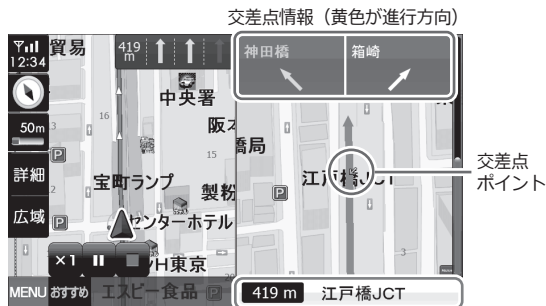 交差点情報（黄色が進行方向）
12:34
貿易
419
m
神田橋
箱崎
中央署
16
阪
50m
橋局
15
P
詳細
宝町ランプ
江戸橋JCT
交差点
ポイント
製粉
P
広域
P
センターホテル
×1
H東京
3
MENU
おすすめ
エスビー食品
P
419 m
江戸橋JCT